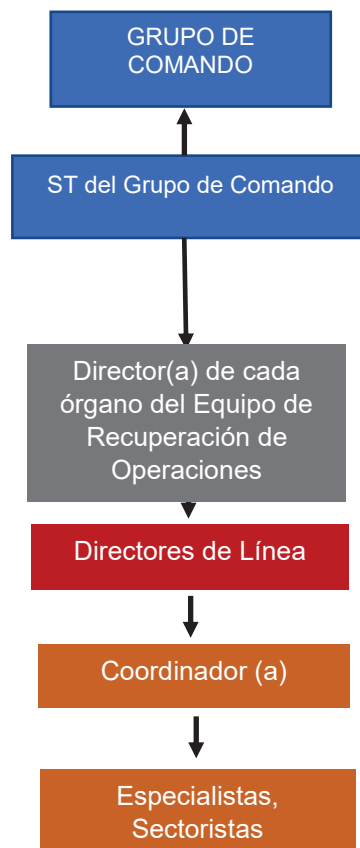 GRUPO DE
COMANDO
ST del Grupo de Comando
Director(a) de cada
órgano del Equipo de
Recuperación de
Operaciones
Directores de Línea
Coordinador (a)
Especialistas,
Sectoristas